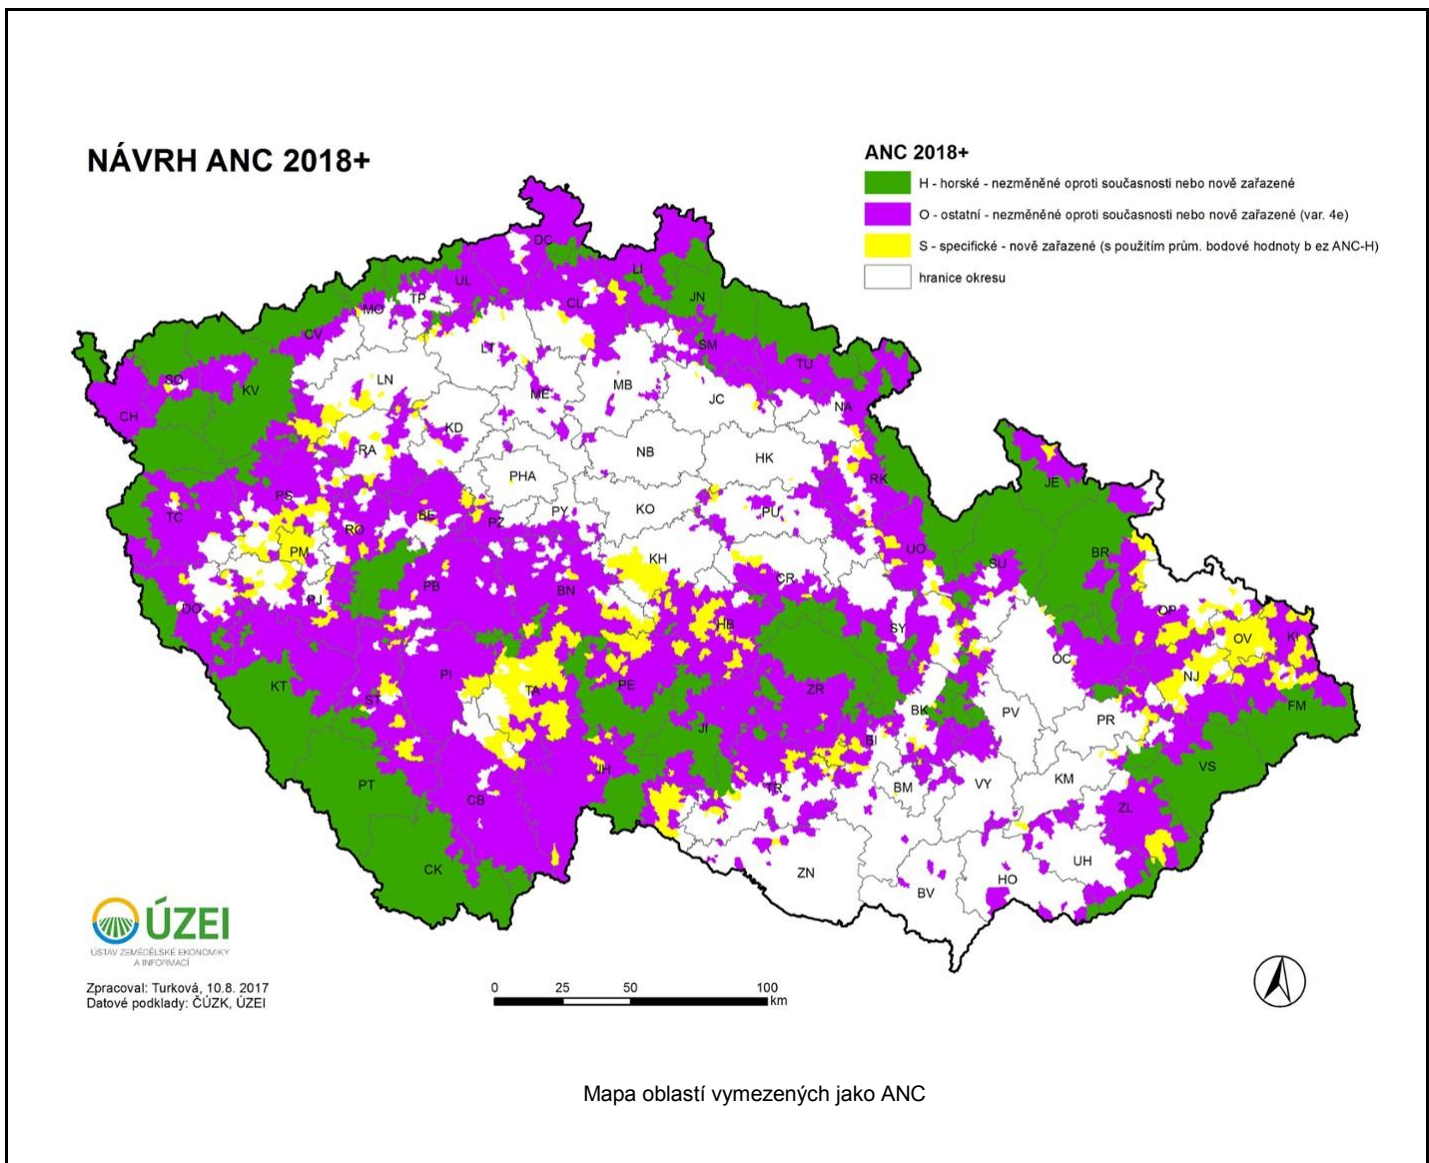 NÁVRH ANC 2018+
ANC 2018+
H - horské - nezměněné oproti současnosti nebo nově zařazené
O - ostatní - nezměněné oproti současnosti nebo nově zařazené (var. 4e)
S - specifické - nově zařazené (s použitím prům. bodové hodnoty b ez ANC-H)
hranice okresu
DC
LI
UL
TP
CL
JN
MO
CV
LT
SM
TU
SO
KV
LN
ME
MB
JC
NA
CH
KD
RA
NB
HK
PHA
RK
JE
PS
TC
BE
PZ
PY
KO
PU
RO
PM
KH
UO
BR
SU
CR
PB
BN
DO
PJ
HB
SY
OP
OV
KI
OC
KT
PI
TA
PE
ZR
NJ
ST
JI
BK
PV
PR
FM
BI
JH
VS
PT
CB
TR
BM
VY
KM
ZL
CK
ZN
BV
HO
UH
ÚZEI
ÚSTAV ZEMĚDĚLSKÉ EKONOMIKY
A INFORMACÍ
Zpracoval: Turková, 10.8. 2017
Datové podklady: ČÚZK, ÚZEI
0 25 50 100
km
Mapa oblastí vymezených jako ANC